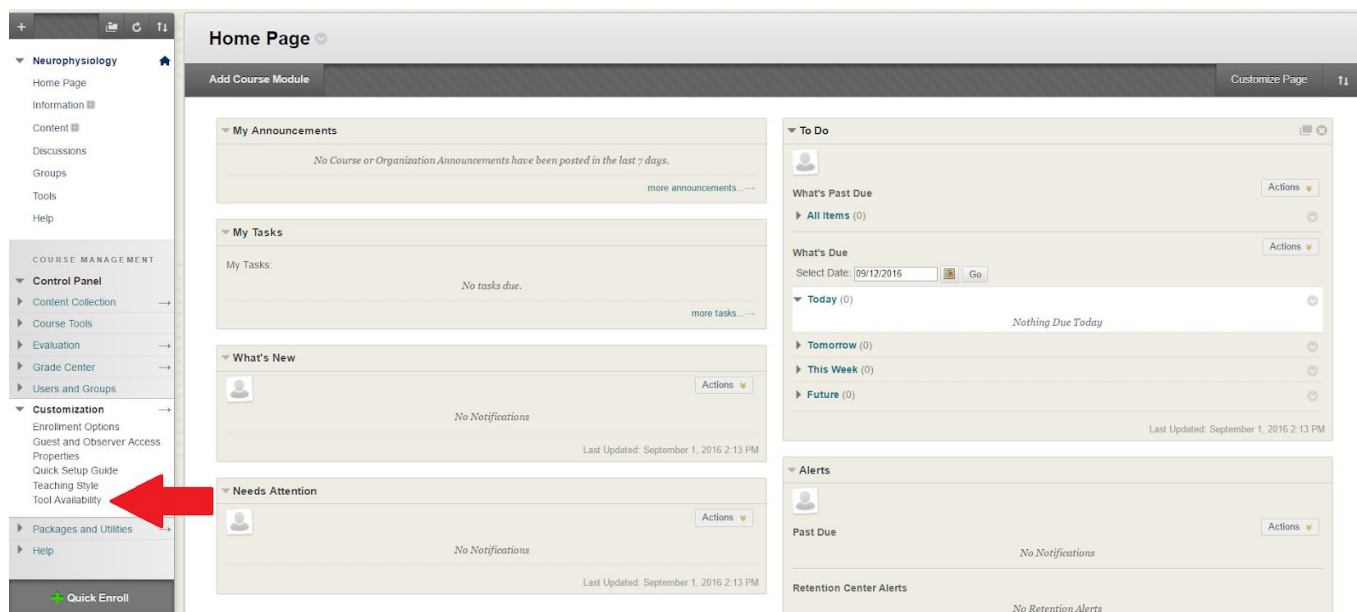 Neurophysiology
Home Page
Information
Content
Discussions
Groups
Tools
Help
COURSE MANAGEMENT
Control Panel
Content Collection
Course Tools
Evaluation
Grade Center
Users and Groups
Customization
Enrollment Options
Guest and Observer Access
Properties
Quick Setup Guide
Teaching Style
Tool Availability
Packages and Utilities
Help
Quick Enroll
Home Page
Add Course Module
Customize Page
My Announcements
No Course or Organization Announcements have been posted in the last 7 days.
more announcements...→
My Tasks
My Tasks:
No tasks due.
more tasks...→
What's New
Actions
No Notifications
Last Updated: September 1, 2016 2:13 PM
Needs Attention
Actions
No Notifications
Last Updated: September 1, 2016 2:13 PM
To Do
What's Past Due
Actions
All Items (0)
What's Due
Actions
Select Date: 09/12/2016 Go
Today (0)
Nothing Due Today
Tomorrow (0)
This Week (0)
Future (0)
Last Updated: September 1, 2016 2:13 PM
Alerts
Past Due
Actions
No Notifications
Retention Center Alerts
No Retention Alerts